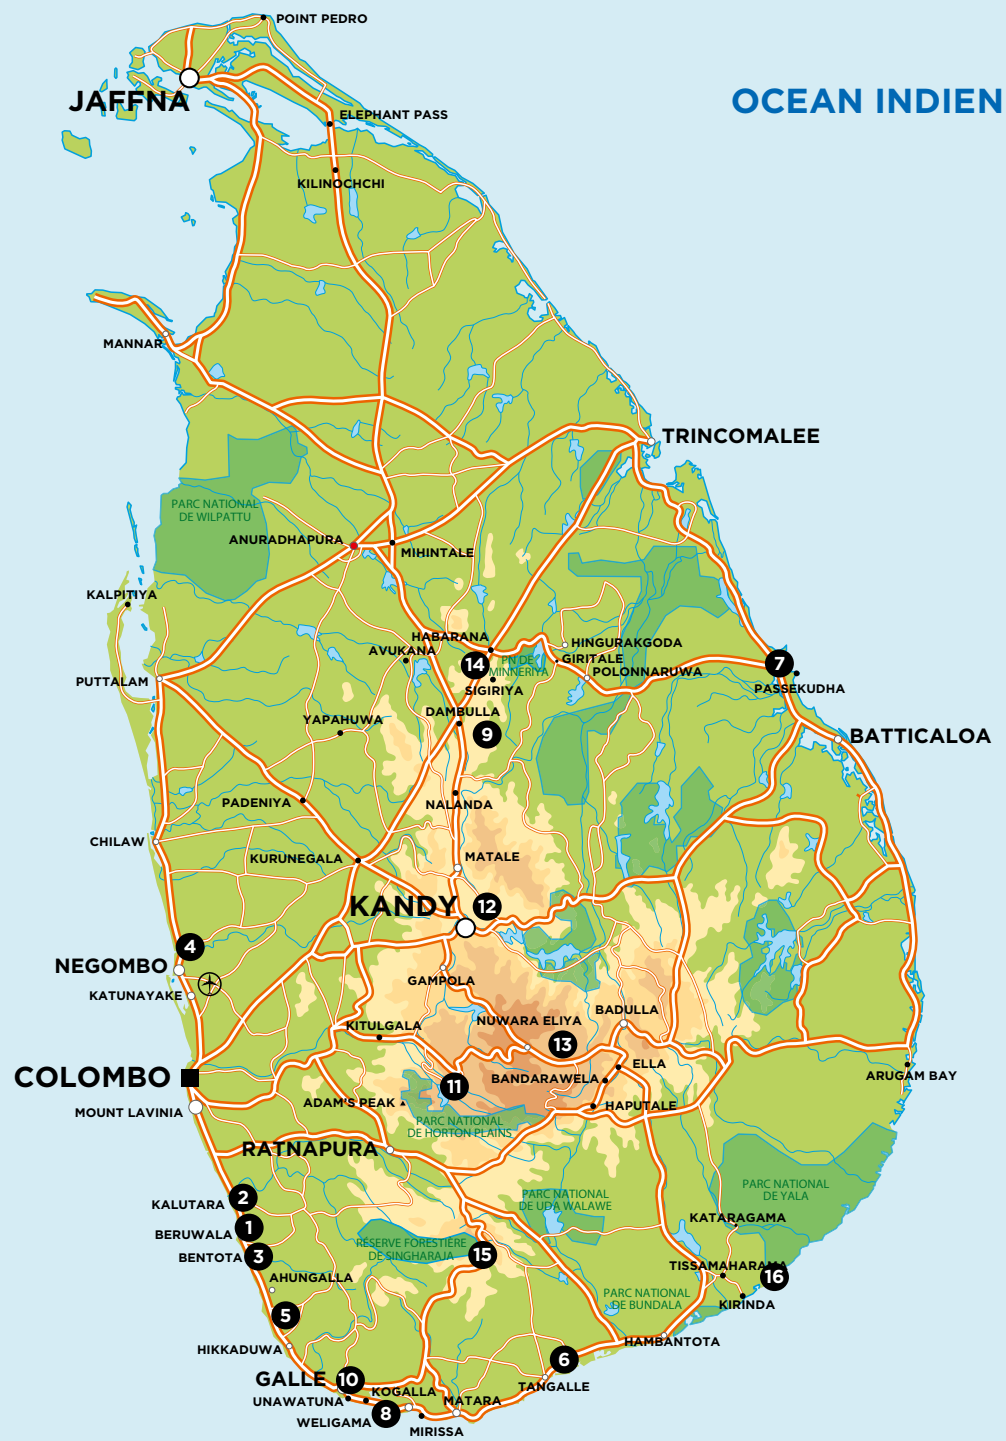 POINT PEDRO
OCEAN INDIEN
JAFFNA
ELEPHANT PASS
KILINOCHCHI
MANNAR
TRINCOMALEE
PARC NATIONAL
DE WILPATTU
ANURADHAPURA
MIHINTALE
KALPITIYA
HABARANA
HINGURAKGODA
AVUKANA
GIRITALE
14
PN DE
MINNERIYA
7
POLONNARUWA
PUTTALAM
SIGIRIYA
PASSEKUDHA
DAMBULLA
YAPAHUWA
9
BATTICALOA
PADENIYA
NALANDA
CHILAW
KURUNEGALA
MATALE
KANDY
12
4
NEGOMBO
GAMPOLA
KATUNAYAKE
BADULLA
NUWARA ELIYA
KITULGALA
13
ELLA
COLOMBO
BANDARAWELA
ARUGAM BAY
11
ADAM'S PEAK
HAPUTALE
MOUNT LAVINIA
PARC NATIONAL
DE HORTON PLAINS
RATNAPURA
PARC NATIONAL
DE YALA
PARC NATIONAL
DE UDA WALAWE
2
KALUTARA
KATARAGAMA
1
BERUWALA
RÉSERVE FORESTIÈRE
DE SINGHARAJA
15
3
BENTOTA
TISSAMAHARAMA
16
AHUNGALLA
PARC NATIONAL
DE BUNDALA
KIRINDA
5
HAMBANTOTA
HIKKADUWA
6
GALLE
10
TANGALLE
KOGALLA
UNAWATUNA
MATARA
8
WELIGAMA
MIRISSA